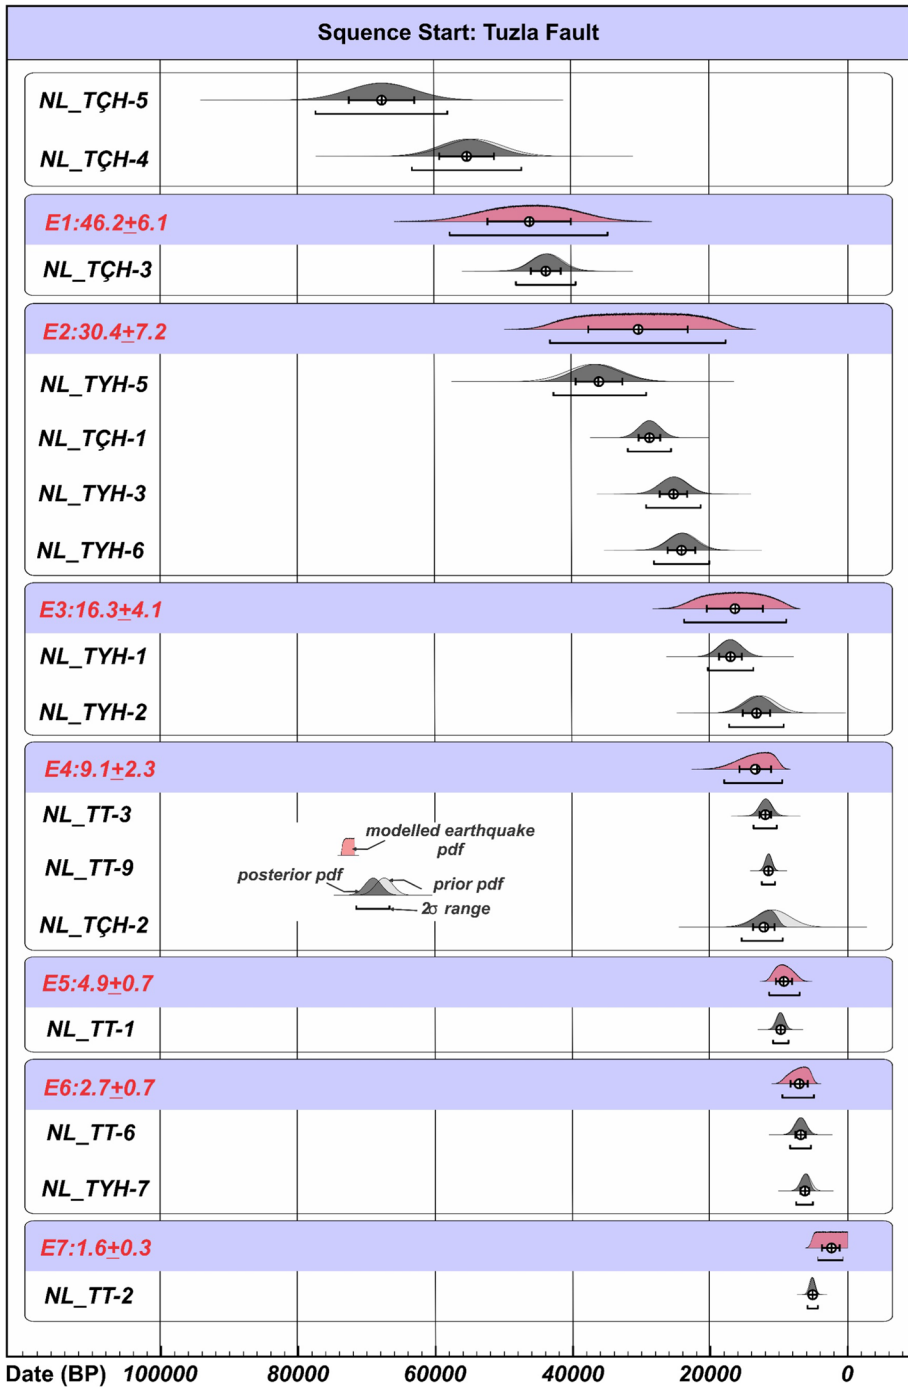 Squence Start: Tuzla Fault
NL_TÇH-5
NL_TÇH-4
E1:46.2±6.1
NL_TÇH-3
E2:30.4±7.2
NL_TYH-5
NL_TÇH-1
NL_TYH-3
NL_TYH-6
E3:16.3±4.1
NL_TYH-1
NL_TYH-2
E4:9.1±2.3
NL_TT-3
modelled earthquake
pdf
NL_TT-9
posterior pdf
prior pdf
2σ range
NL_TÇH-2
E5:4.9±0.7
NL_TT-1
E6:2.7±0.7
NL_TT-6
NL_TYH-7
E7:1.6±0.3
NL_TT-2
Date (BP) 100000 80000 60000 40000 20000 0